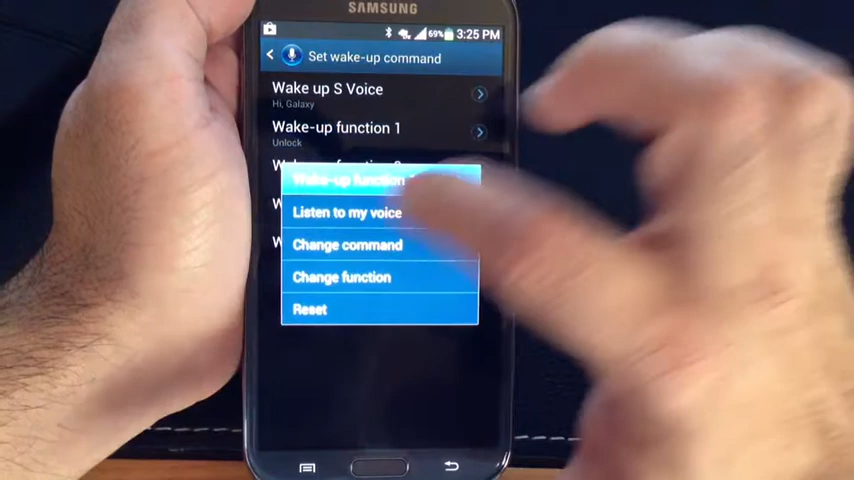 SAMSUNG
69% 3:25 PM
Set wake-up command
Wake up S Voice
Hi, Galaxy
Wake-up function 1
Unlock
Wake-up function
Listen to my voice
Change command
Change function
Reset